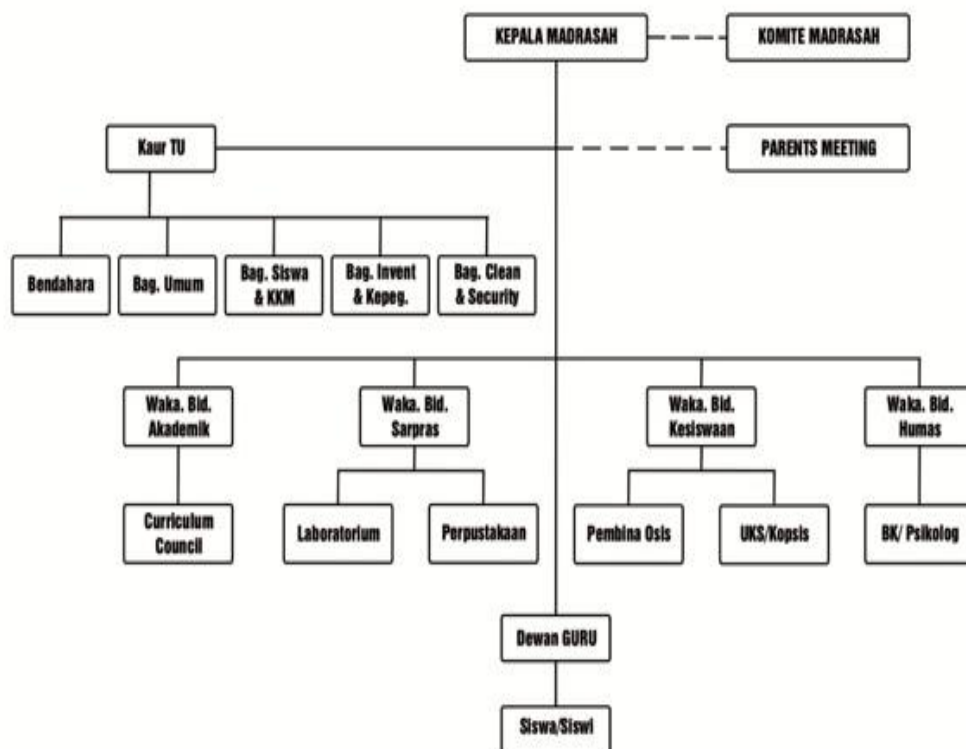 KEPALA MADRASAH
KOMITE MADRASAH
Kaur TU
PARENTS MEETING
Bendahara
Bag. Umum
Bag. Siswa
& KKM
Bag. Invent
& Kepeg.
Bag. Clean
& Security
Waka. Bid.
Akademik
Waka. Bid.
Sarpras
Waka. Bid.
Kesiswaan
Waka. Bid.
Humas
Curriculum
Council
Laboratorium
Perpustakaan
Pembina Osis
UKS/Kopsis
BK/ Psikolog
Dewan GURU
Siswa/Siswi